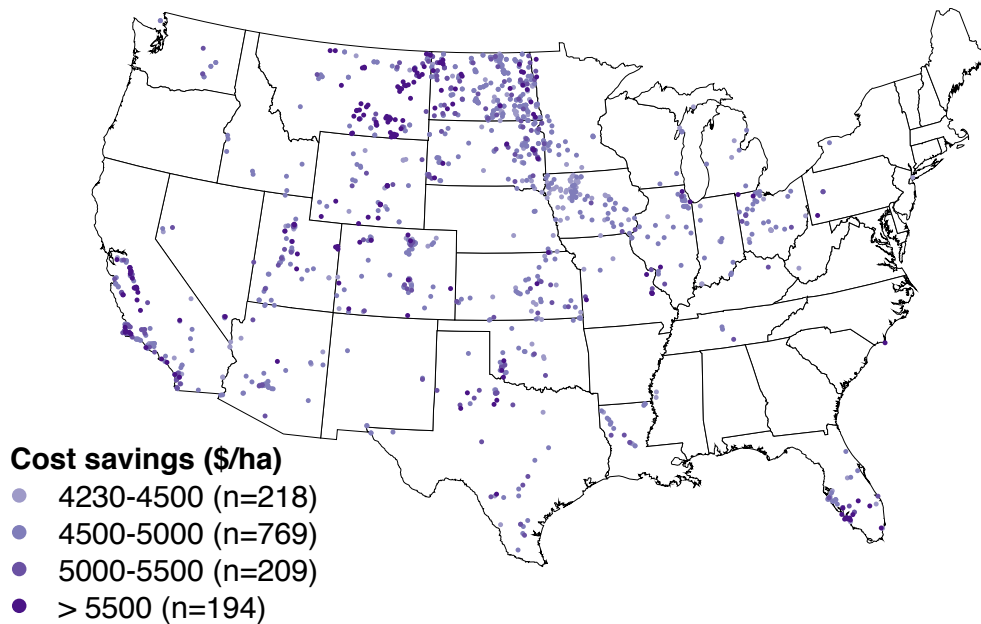 Cost savings ($/ha)
4230-4500 (n=218)
4500-5000 (n=769)
5000-5500 (n=209)
> 5500 (n=194)